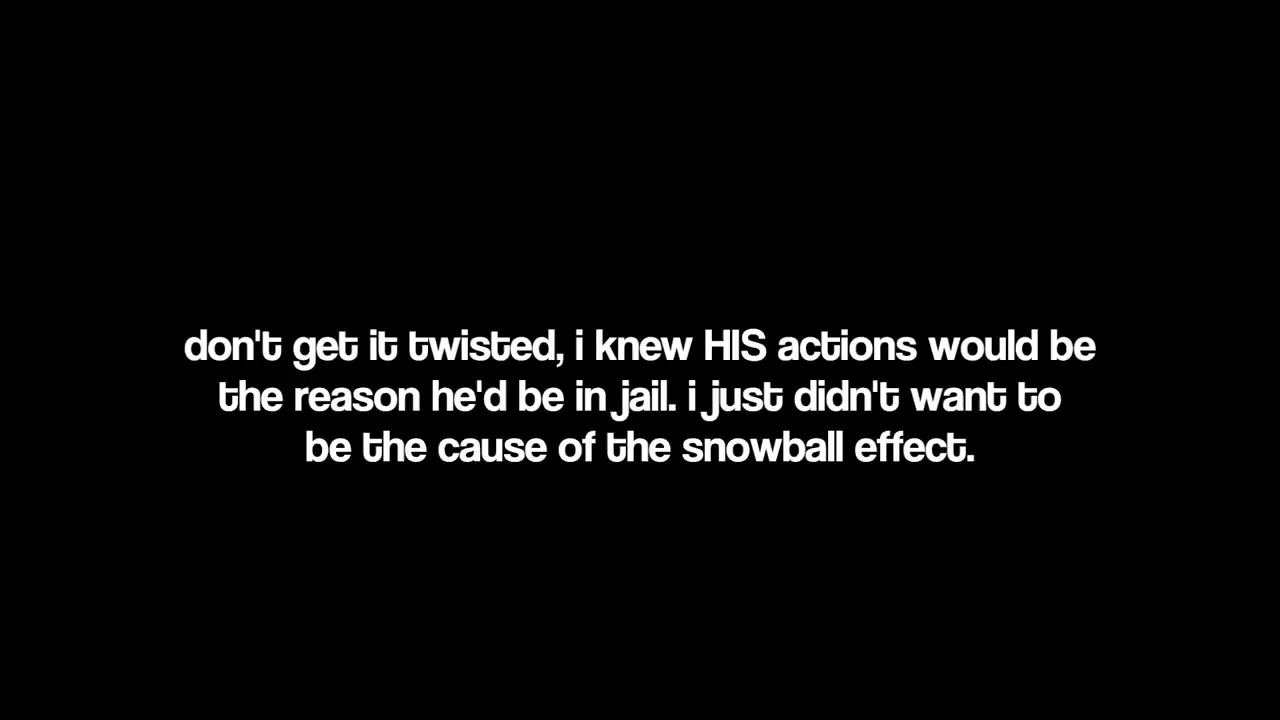 don't get it twisted, i knew HIS actions would be
the reason he'd be in jail. i just didn't want to
be the cause of the snowball effect.